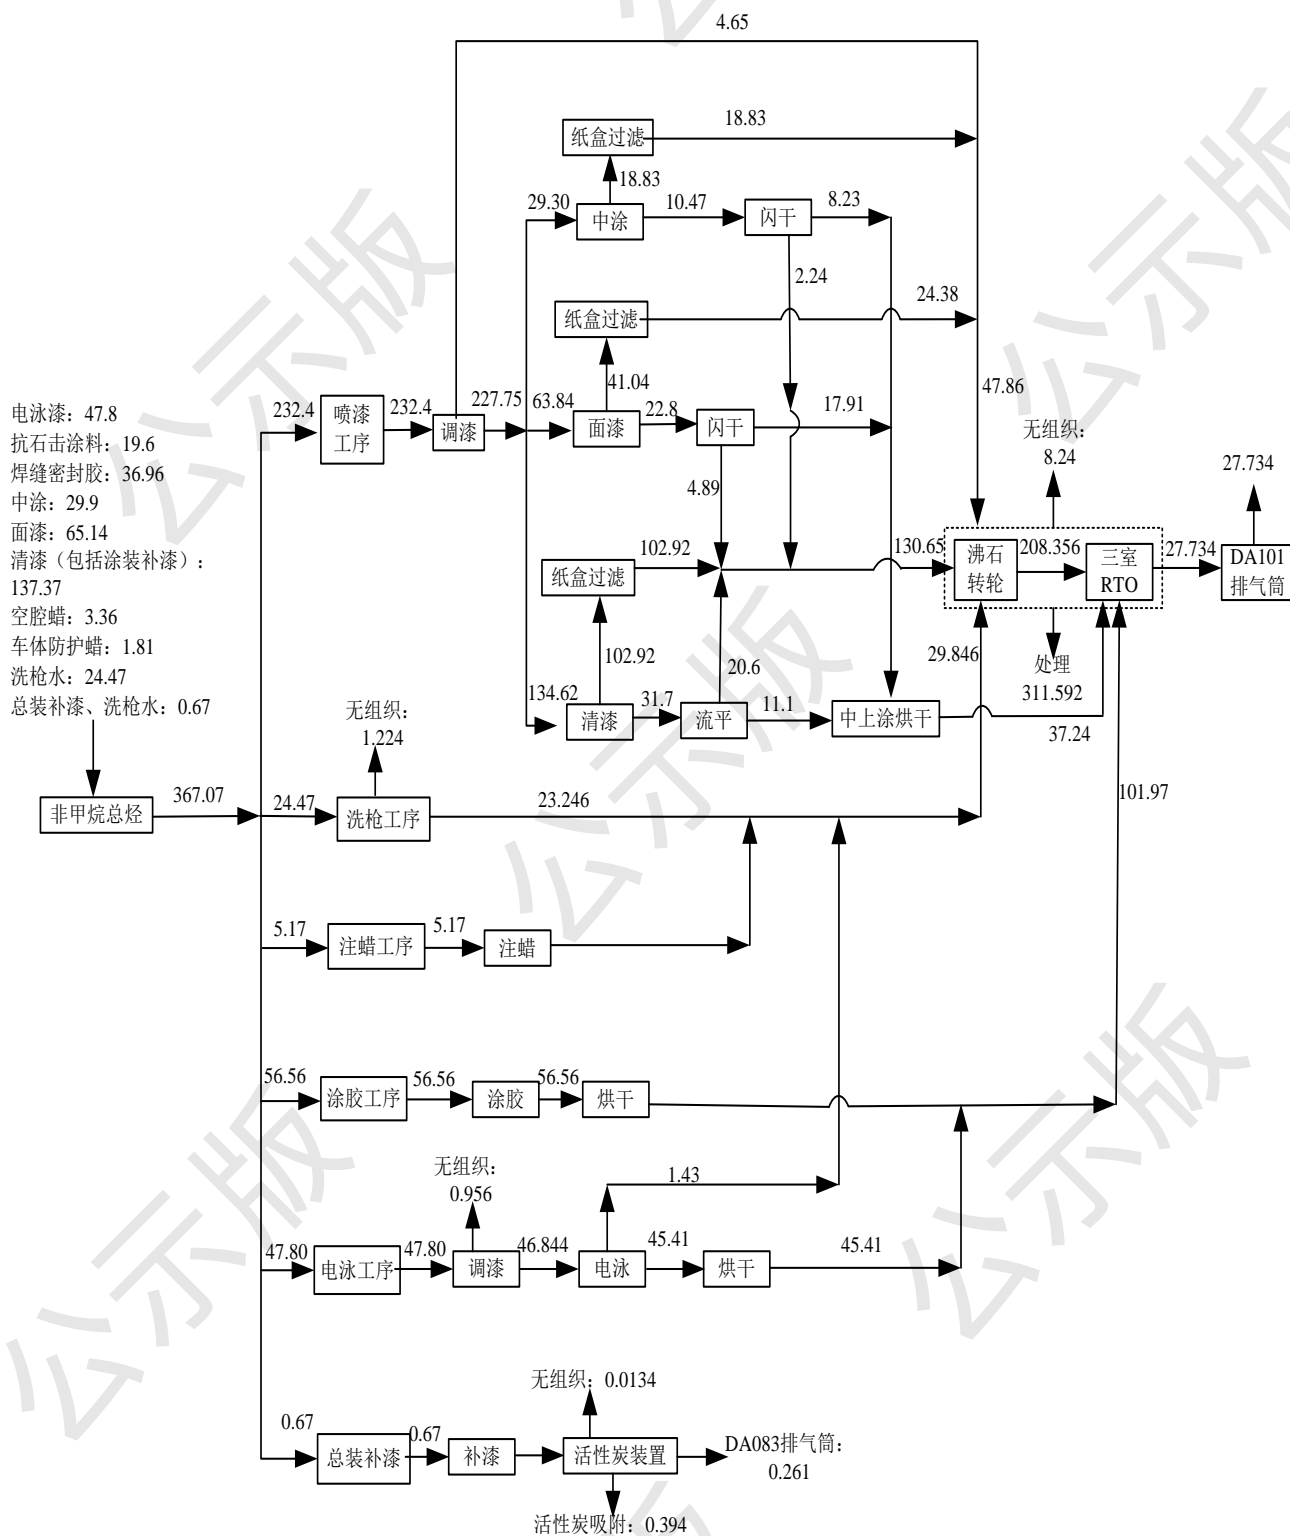 4.65
18.83
纸盒过滤
18.83
29.30
中涂
10.47
闪干
8.23
2.24
24.38
纸盒过滤
41.04
47.86
电泳漆：47.8
抗石击涂料：19.6
焊缝密封胶：36.96
中涂：29.9
面漆：65.14
清漆（包括涂装补漆）：
137.37
空腔蜡：3.36
车体防护蜡：1.81
洗枪水：24.47
总装补漆、洗枪水：0.67
232.4
喷漆
工序
232.4
调漆
227.75
63.84
面漆
22.8
闪干
17.91
4.89
无组织：
8.24
27.734
纸盒过滤
102.92
130.65
沸石
转轮
208.356
三室
RTO
27.734
DA101
排气筒
102.92
20.6
29.846
处理
311.592
134.62
清漆
31.7
流平
11.1
中上涂烘干
37.24
无组织：
1.224
非甲烷总烃
367.07
24.47
洗枪工序
23.246
101.97
5.17
注蜡工序
5.17
注蜡
56.56
涂胶工序
56.56
涂胶
56.56
烘干
无组织：
0.956
1.43
47.80
电泳工序
47.80
调漆
46.844
电泳
45.41
烘干
45.41
无组织：0.0134
0.67
总装补漆
0.67
补漆
活性炭装置
DA083排气筒：
0.261
活性炭吸附：0.394
公示版
公示版
公示版
公示版
公示版